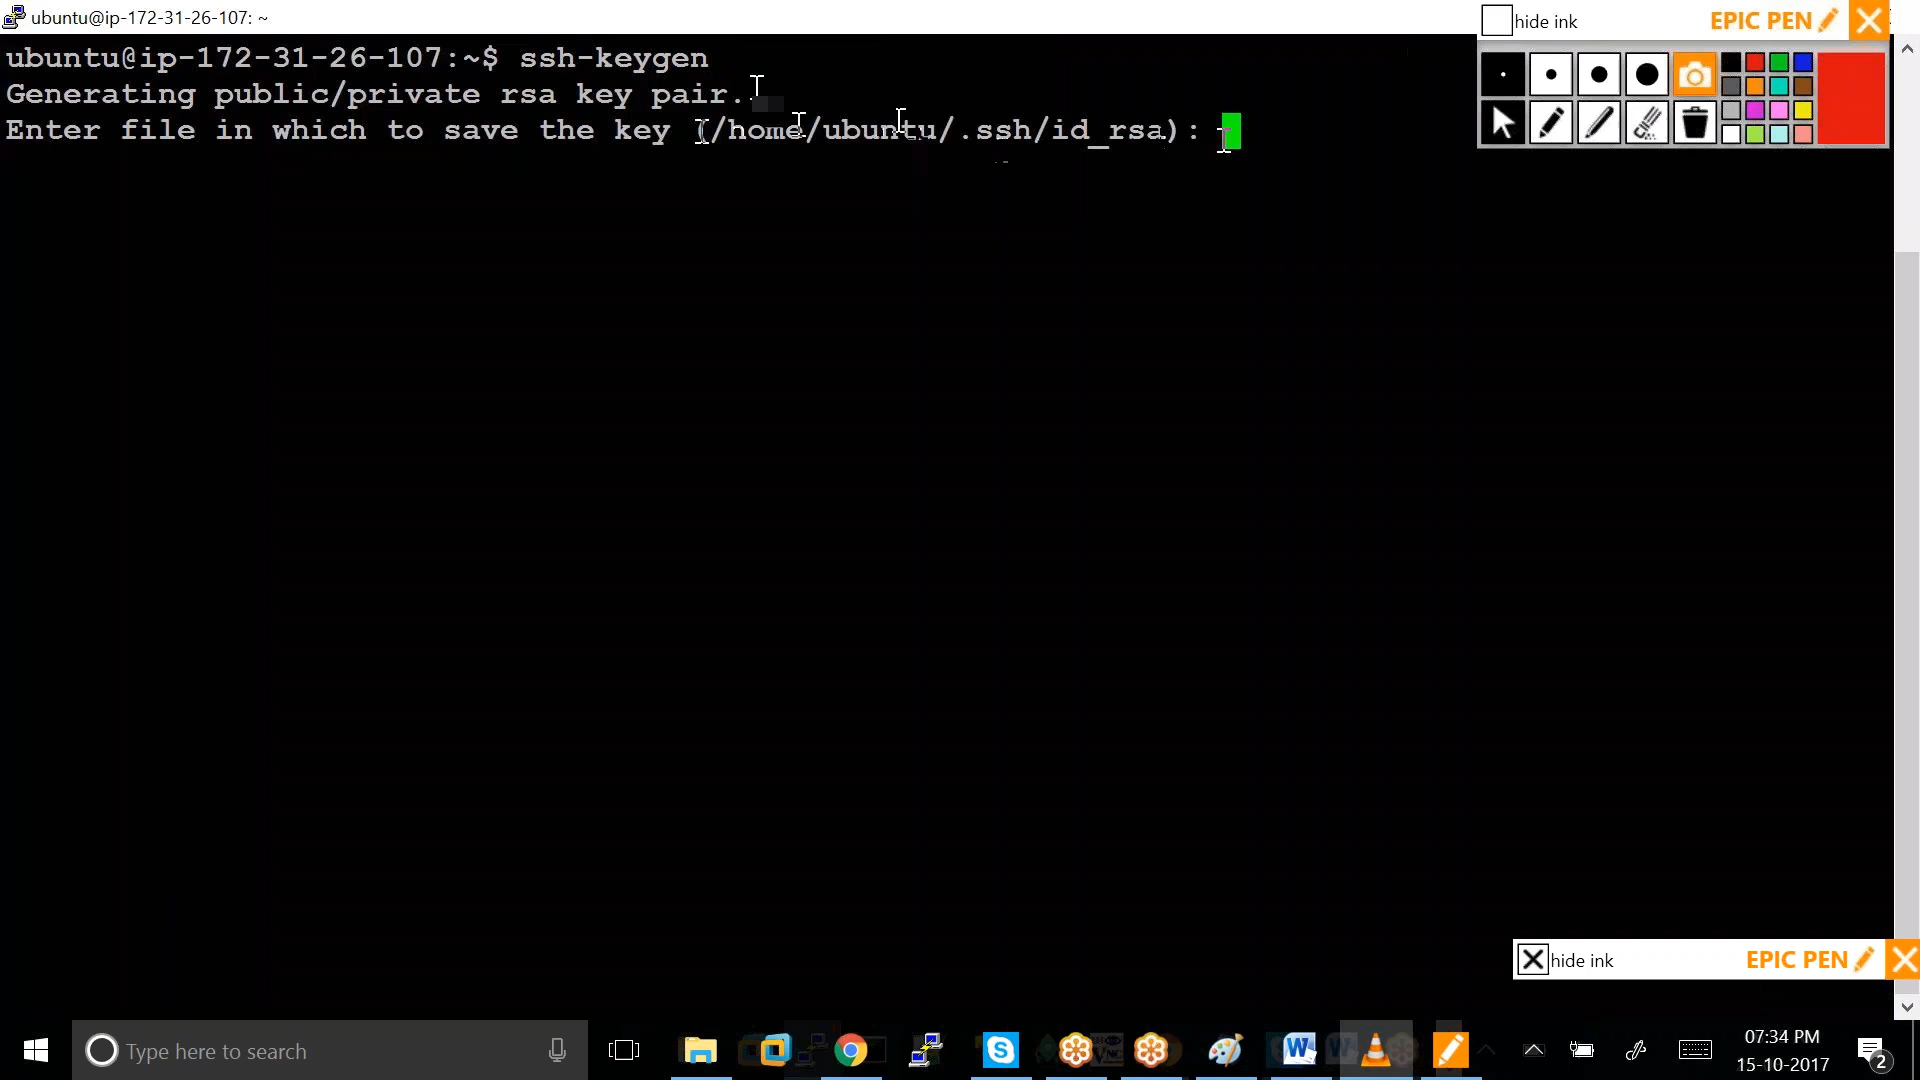 ubuntu@ip-172-31-26-107: ~
hide ink
EPIC PEN
ubuntu@ip-172-31-26-107:~$ ssh-keygen
Generating public/private rsa key pair.
Enter file in which to save the key (/home/ubuntu/.ssh/id_rsa):
hide ink
EPIC PEN
Type here to search
07:34 PM
15-10-2017
2